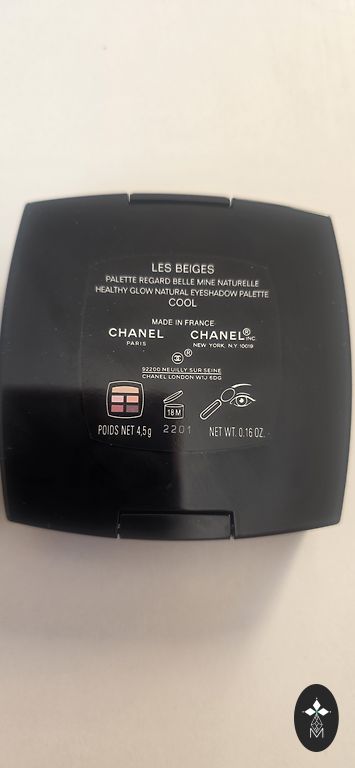 LES BEIGES
PALETTE REGARD BELLE MINE NATURELLE
HEALTHY GLOW NATURAL EYESHADOW PALETTE
COOL
MADE IN FRANCE
CHANEL CHANEL® INC.
PARIS NEW YORK, N.Y. 10019
®
92200 NEUILLY SUR SEINE
CHANEL LONDON W1J 6DG
18 M
POIDS NET 4,5 g 2201 NET WT. 0.16 OZ.
M